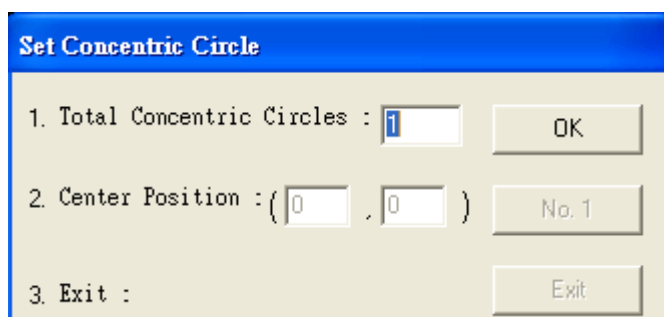 Set Concentric Circle
1. Total Concentric Circles : 1 OK
2. Center Position : ( 0 , 0 ) No. 1
3. Exit : Exit